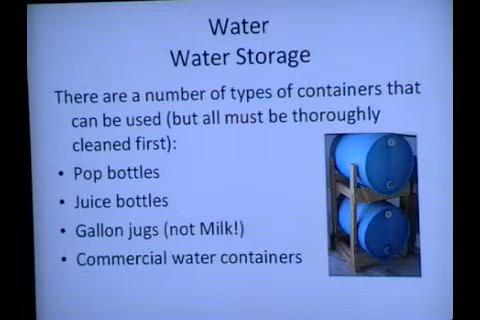 Water
Water Storage
There are a number of types of containers that
can be used (but all must be thoroughly
cleaned first):
• Pop bottles
• Juice bottles
• Gallon jugs (not Milk!)
• Commercial water containers